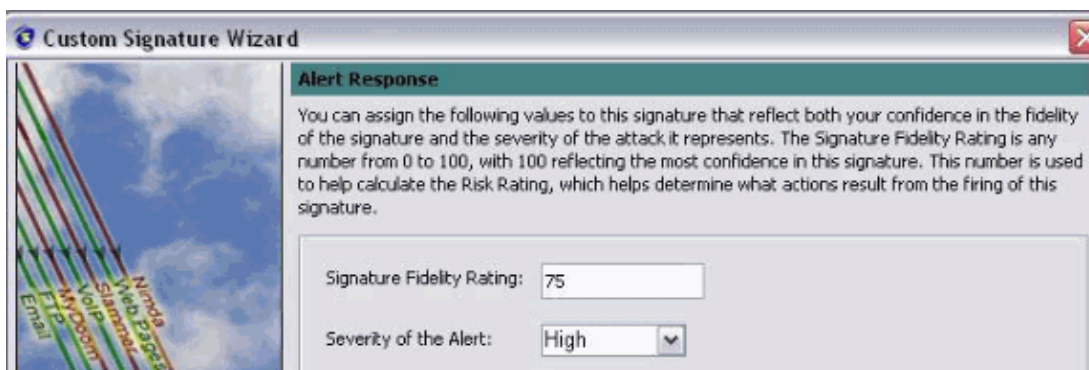 Custom Signature Wizard
Alert Response
You can assign the following values to this signature that reflect both your confidence in the fidelity
of the signature and the severity of the attack it represents. The Signature Fidelity Rating is any
number from 0 to 100, with 100 reflecting the most confidence in this signature. This number is used
to help calculate the Risk Rating, which helps determine what actions result from the firing of this
signature.
Signature Fidelity Rating: 75
Severity of the Alert: High
Email
FTP
MyDoom
VoIP
Slammer
Web Pages
Nimda